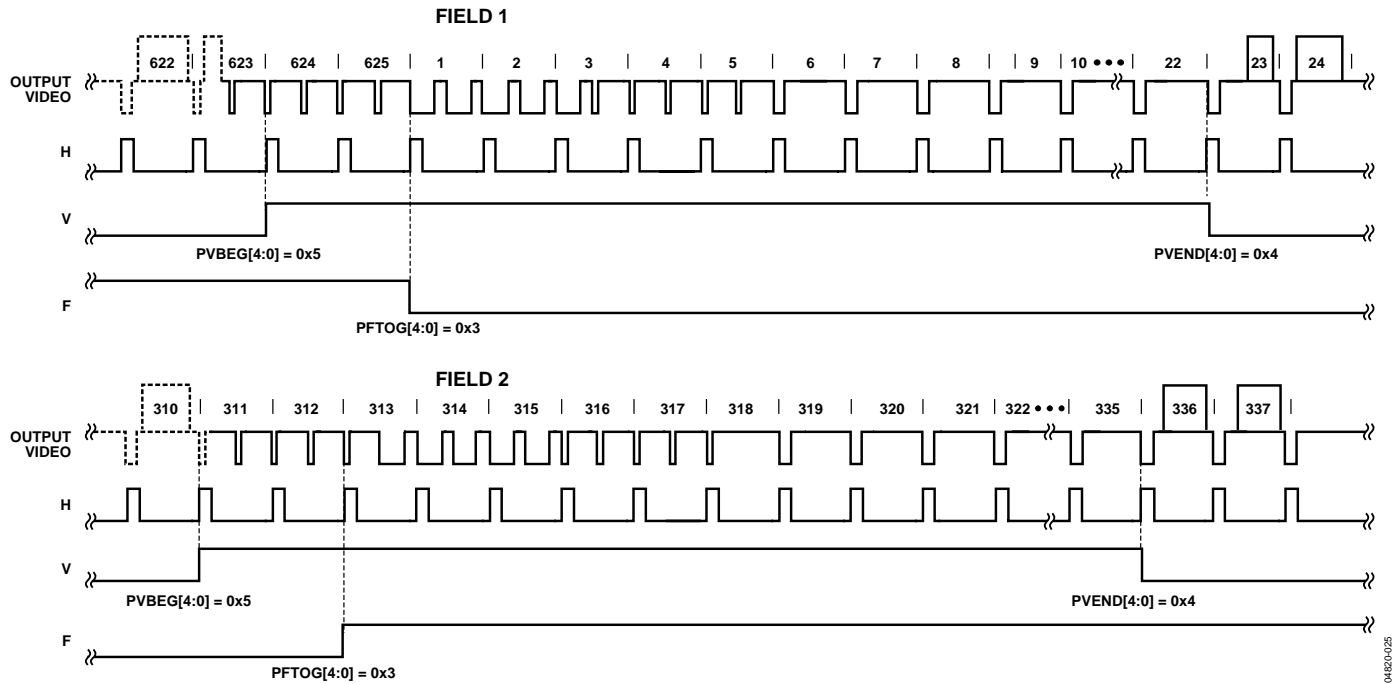 FIELD 1
622 623 624 625 1 2 3 4 5 6 7 8 9 10 ••• 22 23 24
OUTPUT
VIDEO
H
V
PVBEG[4:0] = 0x5 PVEND[4:0] = 0x4
F
PFTOG[4:0] = 0x3
FIELD 2
310 311 312 313 314 315 316 317 318 319 320 321 322 ••• 335 336 337
OUTPUT
VIDEO
H
V
PVBEG[4:0] = 0x5 PVEND[4:0] = 0x4
F
PFTOG[4:0] = 0x3
04820-025